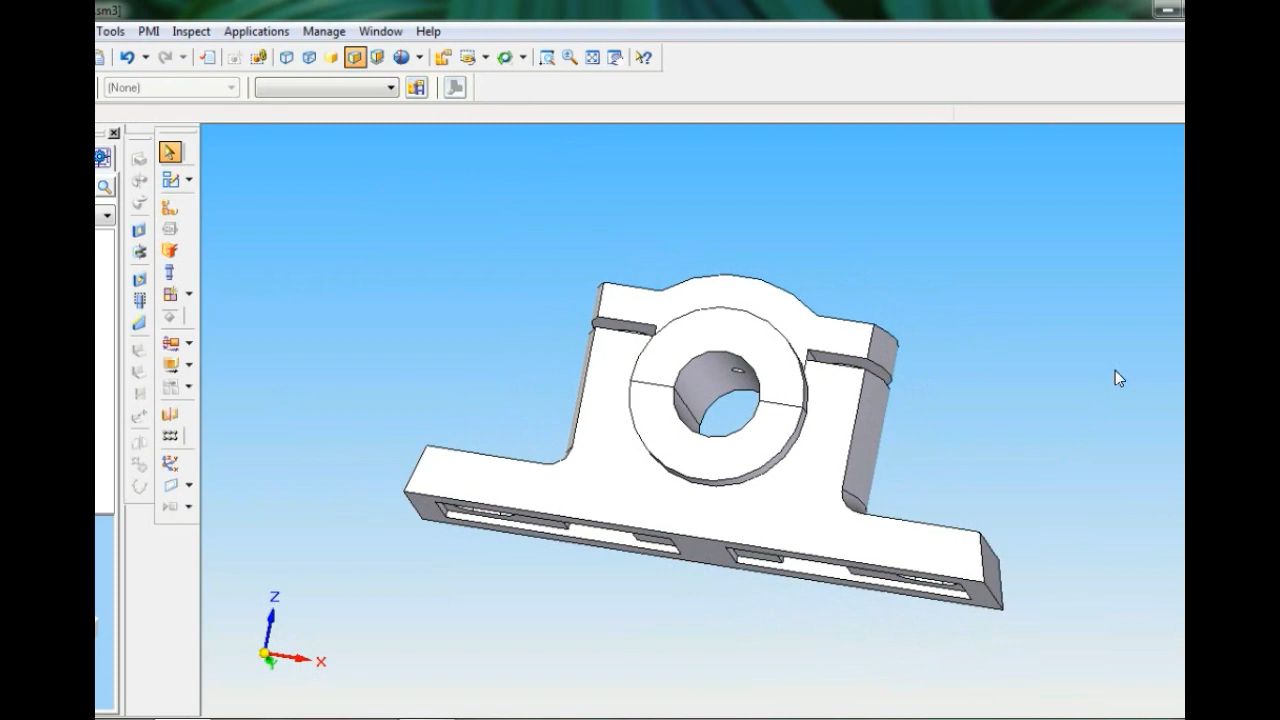 .sm3]
Tools PMI Inspect Applications Manage Window Help
(None)
Z
X
Y